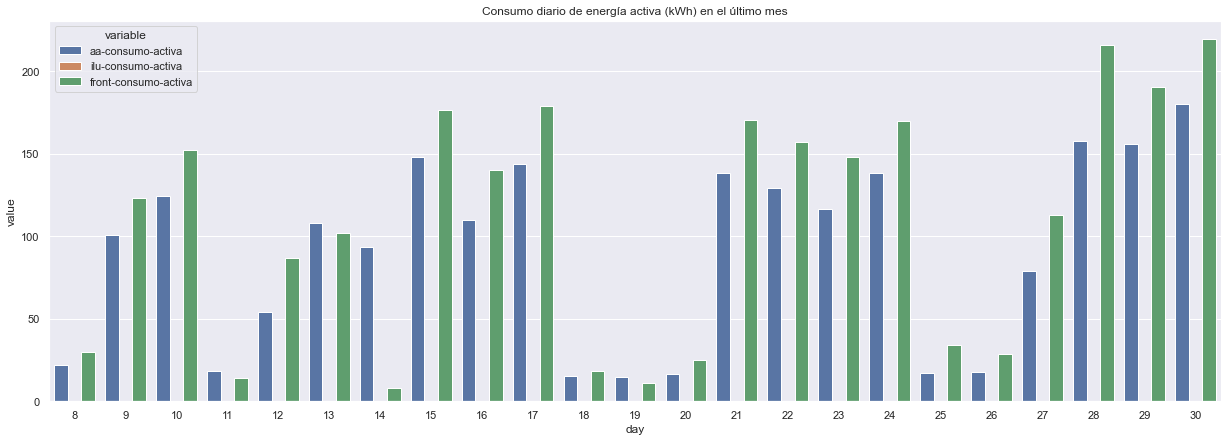 Consumo diario de energía activa (kWh) en el último mes
variable
aa-consumo-activa
ilu-consumo-activa
front-consumo-activa
200
150
100
50
0
value
8 9 10 11 12 13 14 15 16 17 18 19 20 21 22 23 24 25 26 27 28 29 30
day